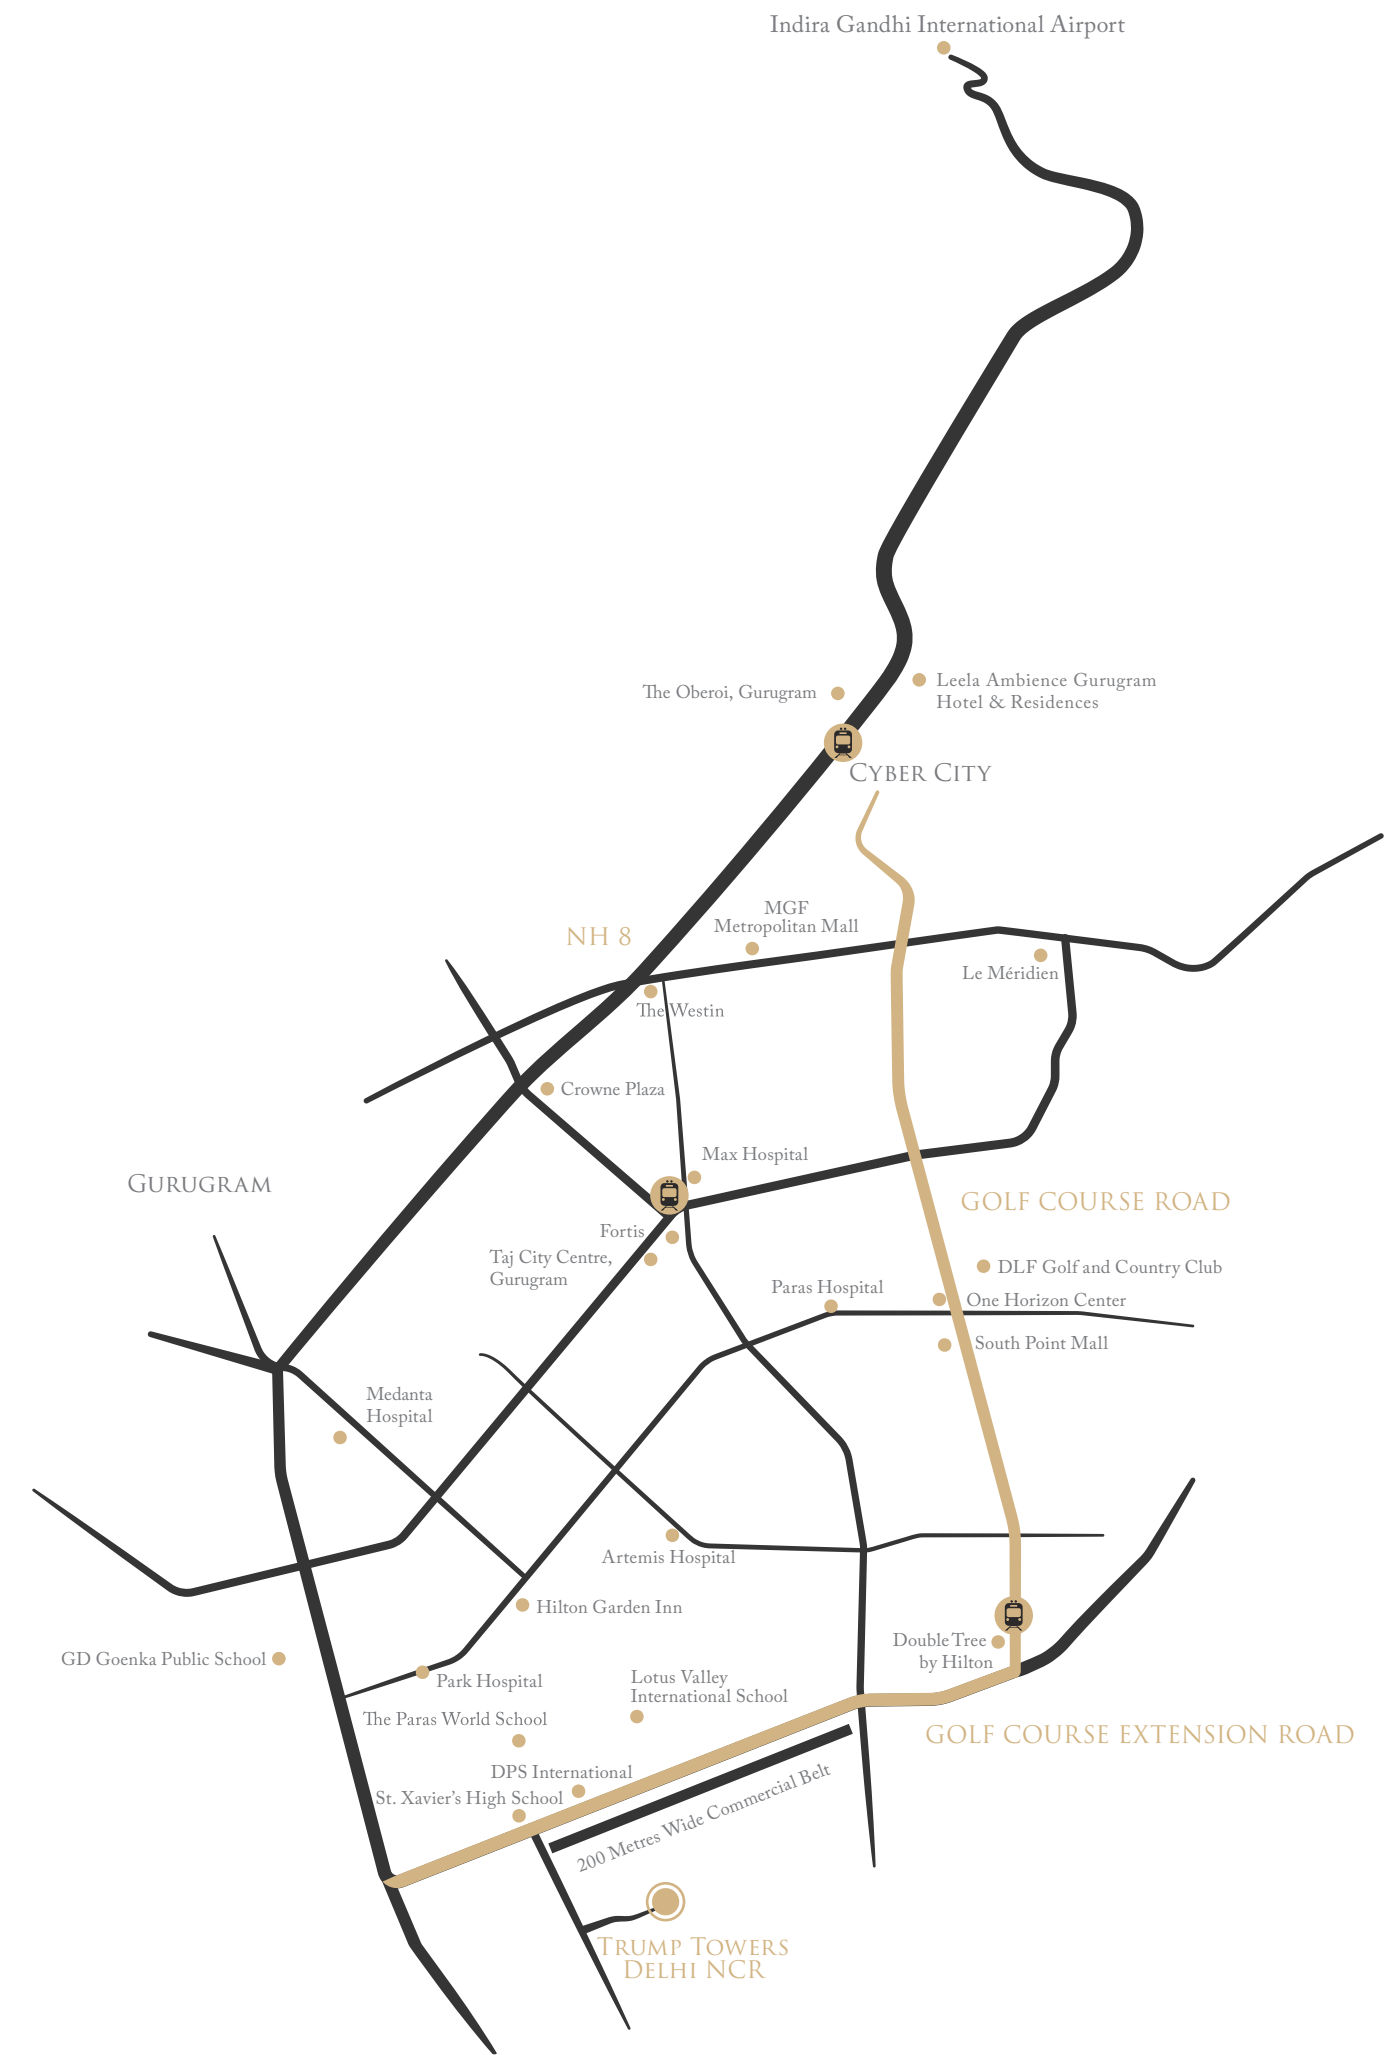 Indira Gandhi International Airport
The Oberoi, Gurugram
Leela Ambience Gurugram
Hotel & Residences
CYBER CITY
MGF
Metropolitan Mall
NH 8
Le Méridien
The Westin
Crowne Plaza
Max Hospital
GURUGRAM
GOLF COURSE ROAD
Fortis
Taj City Centre,
Gurugram
DLF Golf and Country Club
Paras Hospital
One Horizon Center
South Point Mall
Medanta
Hospital
Artemis Hospital
Hilton Garden Inn
Double Tree
by Hilton
GD Goenka Public School
Park Hospital
Lotus Valley
International School
The Paras World School
GOLF COURSE EXTENSION ROAD
DPS International
St. Xavier's High School
200 Metres Wide Commercial Belt
TRUMP TOWERS
DELHI NCR